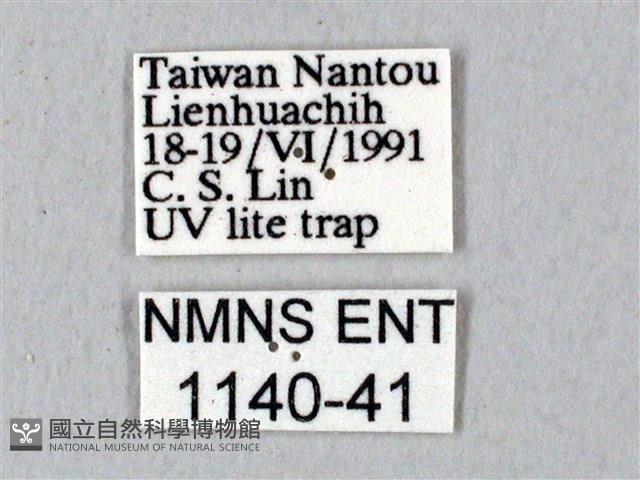 Taiwan Nantou
Lienhuachih
18-19/VI/1991
C. S. Lin
UV lite trap
NMNS ENT
1140-41
國立自然科學博物館
NATIONAL MUSEUM OF NATURAL SCIENCE